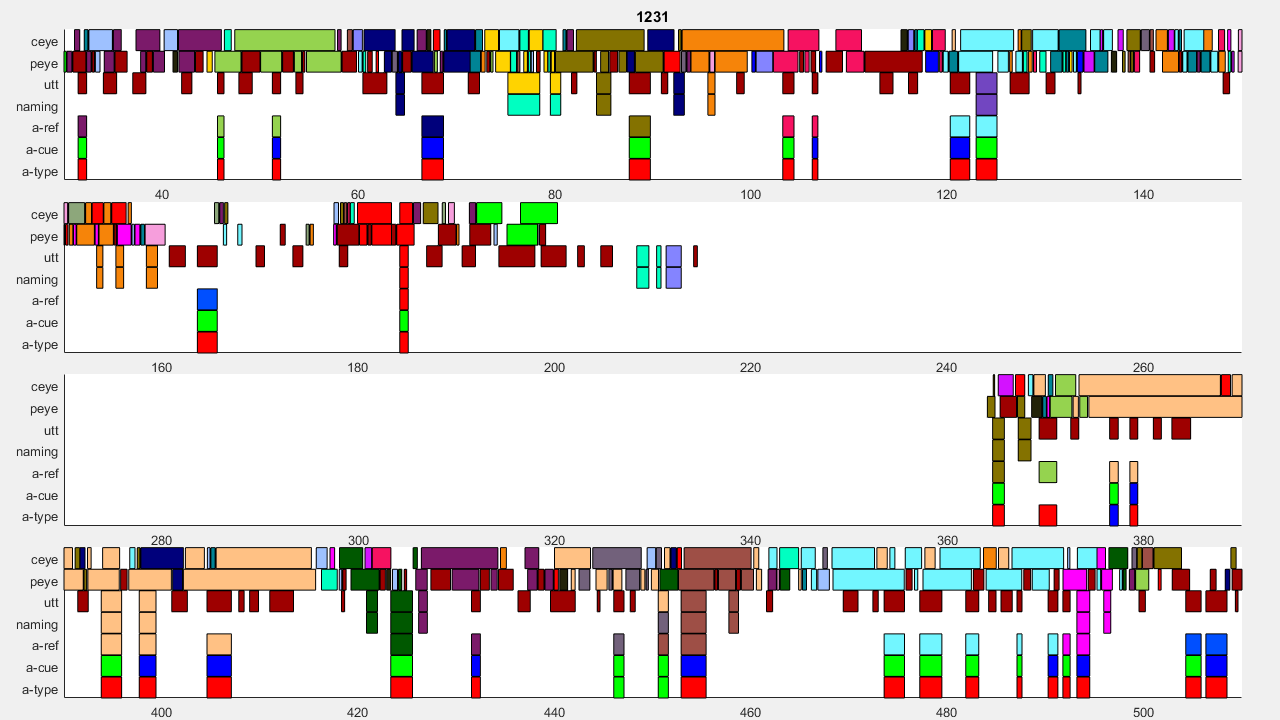 1231
ceye
peye
utt
naming
a-ref
a-cue
a-type
40 60 80 100 120 140
ceye
peye
utt
naming
a-ref
a-cue
a-type
160 180 200 220 240 260
ceye
peye
utt
naming
a-ref
a-cue
a-type
280 300 320 340 360 380
ceye
peye
utt
naming
a-ref
a-cue
a-type
400 420 440 460 480 500